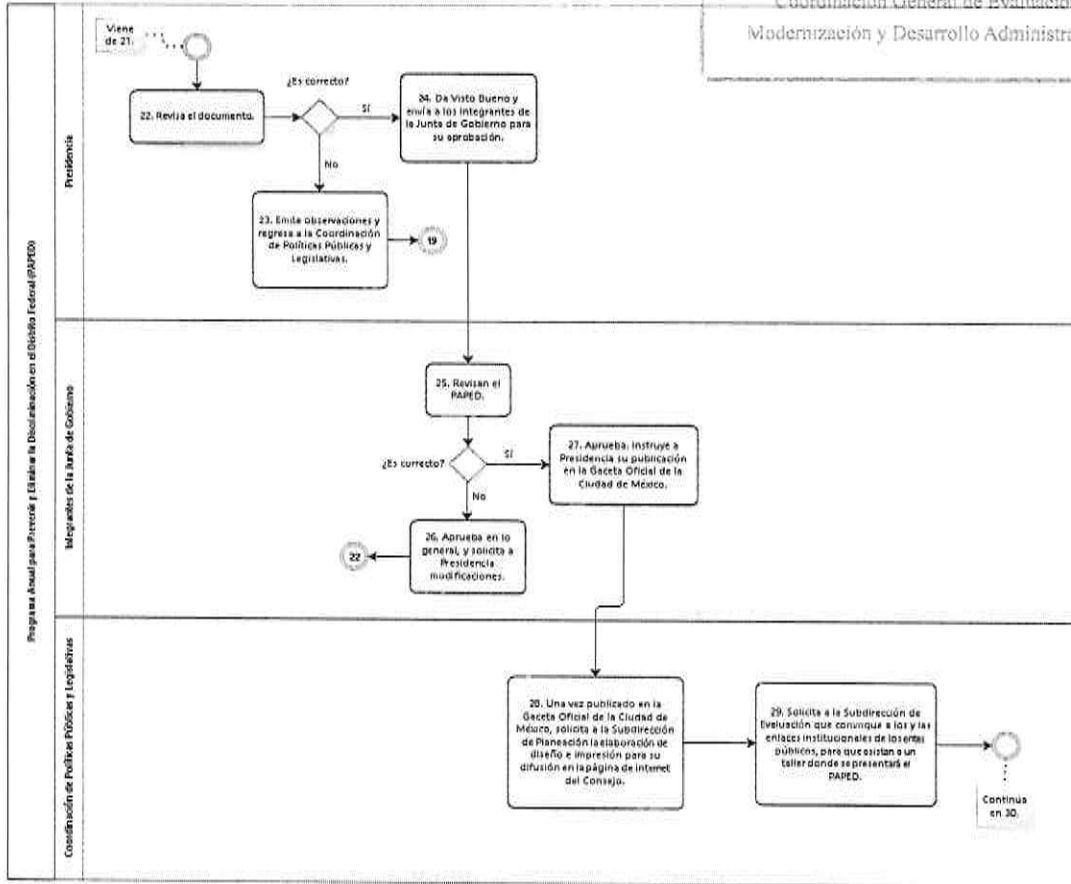 Coordinación General de Evaluación
Modernización y Desarrollo Administra
Programa Anual para Prevenir y Eliminar la Discriminación en el Distrito Federal (PAPED)
Presidencia
Viene
de 21.
22. Revisa el documento.
¿Es correcto?
Sí
No
24. Da Visto Bueno y
envía a los integrantes de
la Junta de Gobierno para
su aprobación.
23. Emite observaciones y
regresa a la Coordinación
de Políticas Públicas y
Legislativas.
19
Integrantes de la Junta de Gobierno
25. Revisan el
PAPED.
¿Es correcto?
Sí
No
27. Aprueba, instruye a
Presidencia su publicación
en la Gaceta Oficial de la
Ciudad de México.
26. Aprueba en lo
general, y solicita a
Presidencia
modificaciones.
22
Coordinación de Políticas Públicas y Legislativas
28. Una vez publicado en la
Gaceta Oficial de la Ciudad de
México, solicita a la Subdirección
de Planeación la elaboración de
diseño e impresión para su
difusión en la página de internet
del Consejo.
29. Solicita a la Subdirección de
Evaluación que convoque a los y las
enlaces institucionales de los entes
públicos, para que asistan a un
taller donde se presentará el
PAPED.
Continúa
en 30.